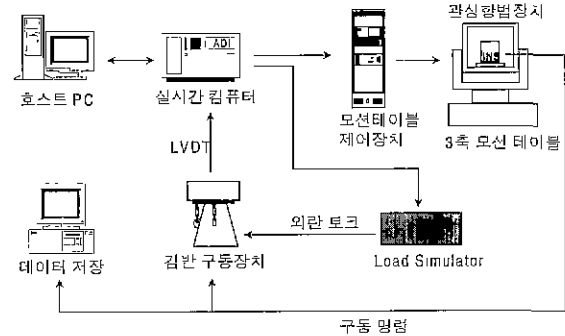 관성항법장치
ADI
INS
호스트 PC
실시간 컴퓨터
모션테이블
제어장치
3축 모션 테이블
LVDT
외란 토크
데이터 저장
김발 구동장치
Load Simulator
구동 명령